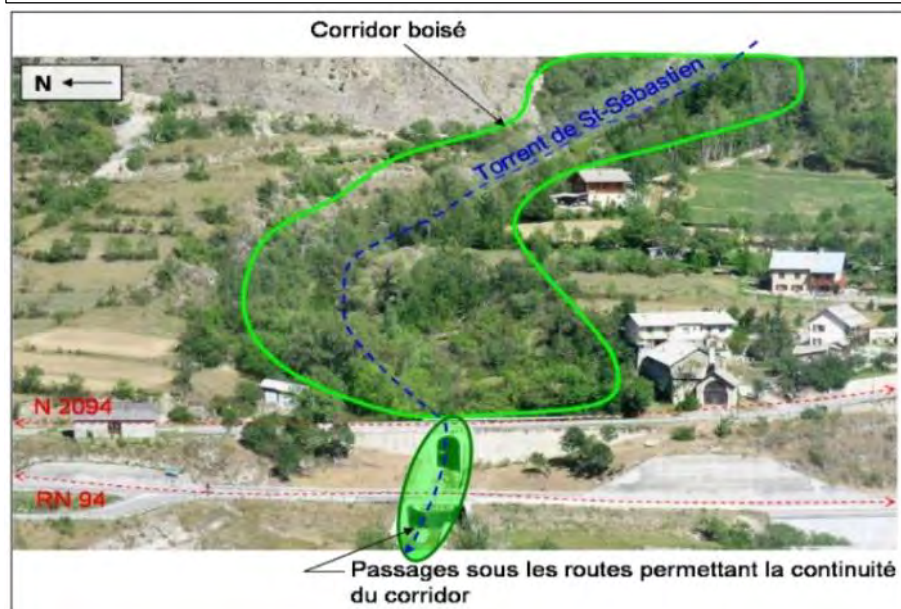 Corridor boisé
N
Torrent de St-Sébastien
N 2094
RN 94
Passages sous les routes permettant la continuité
du corridor